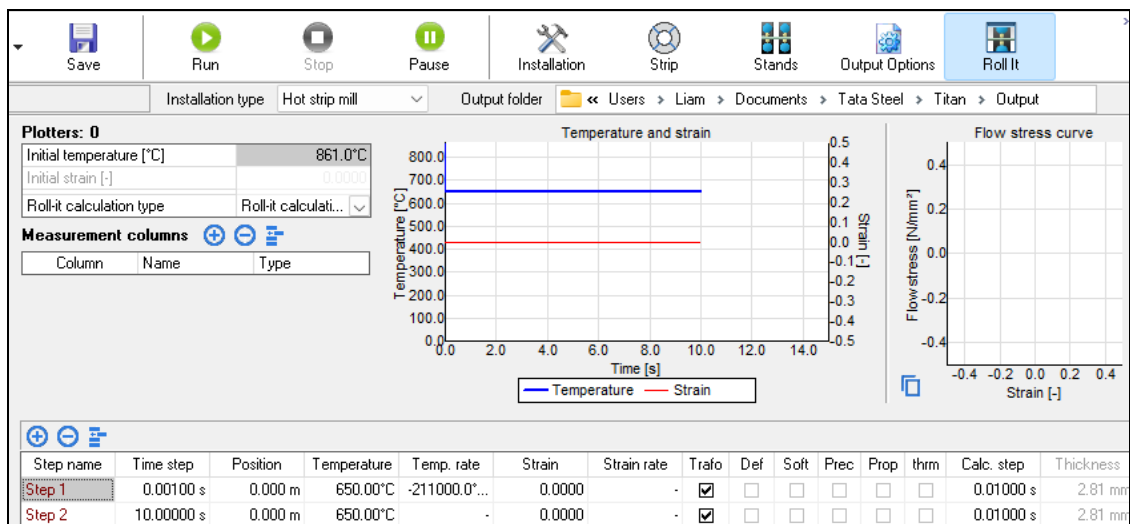 Save Run Stop Pause Installation Strip Stands Output Options Roll It
Installation type Hot strip mill Output folder « Users > Liam > Documents > Tata Steel > Titan > Output
Plotters: 0
Initial temperature [°C] 861.0°C
Initial strain [-] 0.0000
Roll-it calculation type Roll-it calculati...
Measurement columns
Column Name Type
Temperature and strain
800.0
700.0
600.0
500.0
400.0
300.0
200.0
100.0
0.0
Temperature [°C]
0.5
0.4
0.3
0.2
0.1
0.0
-0.1
-0.2
-0.3
-0.4
-0.5
Strain [-]
0.0 2.0 4.0 6.0 8.0 10.0 12.0 14.0
Time [s]
Temperature Strain
Flow stress curve
0.4
0.2
0.0
-0.2
-0.4
Flow stress [N/mm²]
-0.4 -0.2 0.0 0.2 0.4
Strain [-]
Step name Time step Position Temperature Temp. rate Strain Strain rate Trafo Def Soft Prec Prop thrm Calc. step Thickness
Step 1 0.00100 s 0.000 m 650.00°C -211000.0°... 0.0000 - 0.01000 s 2.81 mm
Step 2 10.00000 s 0.000 m 650.00°C - 0.0000 - 0.01000 s 2.81 mm